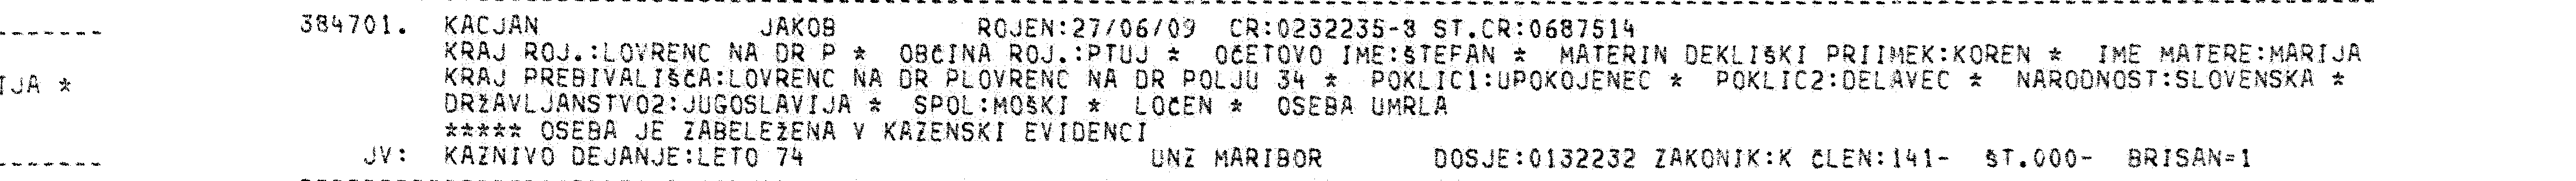 384701. KACJAN JAKOB ROJEN:27/06/09 CR:0232235-8 ST.CR:0687514
KRAJ ROJ.:LOVRENC NA DR P * OBČINA ROJ.:PTUJ * OČETOVO IME:ŠTEFAN * MATERIN DEKLIŠKI PRIIMEK:KOREN * IME MATERE:MARIJA
IJA * KRAJ PREBIVALIŠČA:LOVRENC NA DR PLOVRENC NA DR POLJU 34 * POKLIC1:UPOKOJENEC * POKLIC2:DELAVEC * NARODNOST:SLOVENSKA *
DRŽAVLJANSTVO2:JUGOSLAVIJA * SPOL:MOŠKI * LOČEN * OSEBA UMRLA
***** OSEBA JE ZABELEŽENA V KAZENSKI EVIDENCI
JV: KAZNIVO DEJANJE:LETO 74 UNZ MARIBOR DOSJE:0132232 ZAKONIK:K ČLEN:141- ŠT.000- BRISAN=1